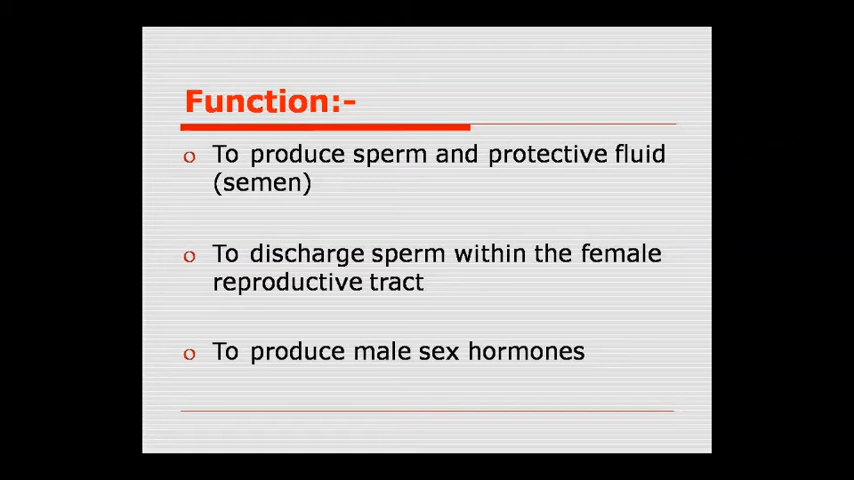 Function:-
o To produce sperm and protective fluid
(semen)
o To discharge sperm within the female
reproductive tract
o To produce male sex hormones